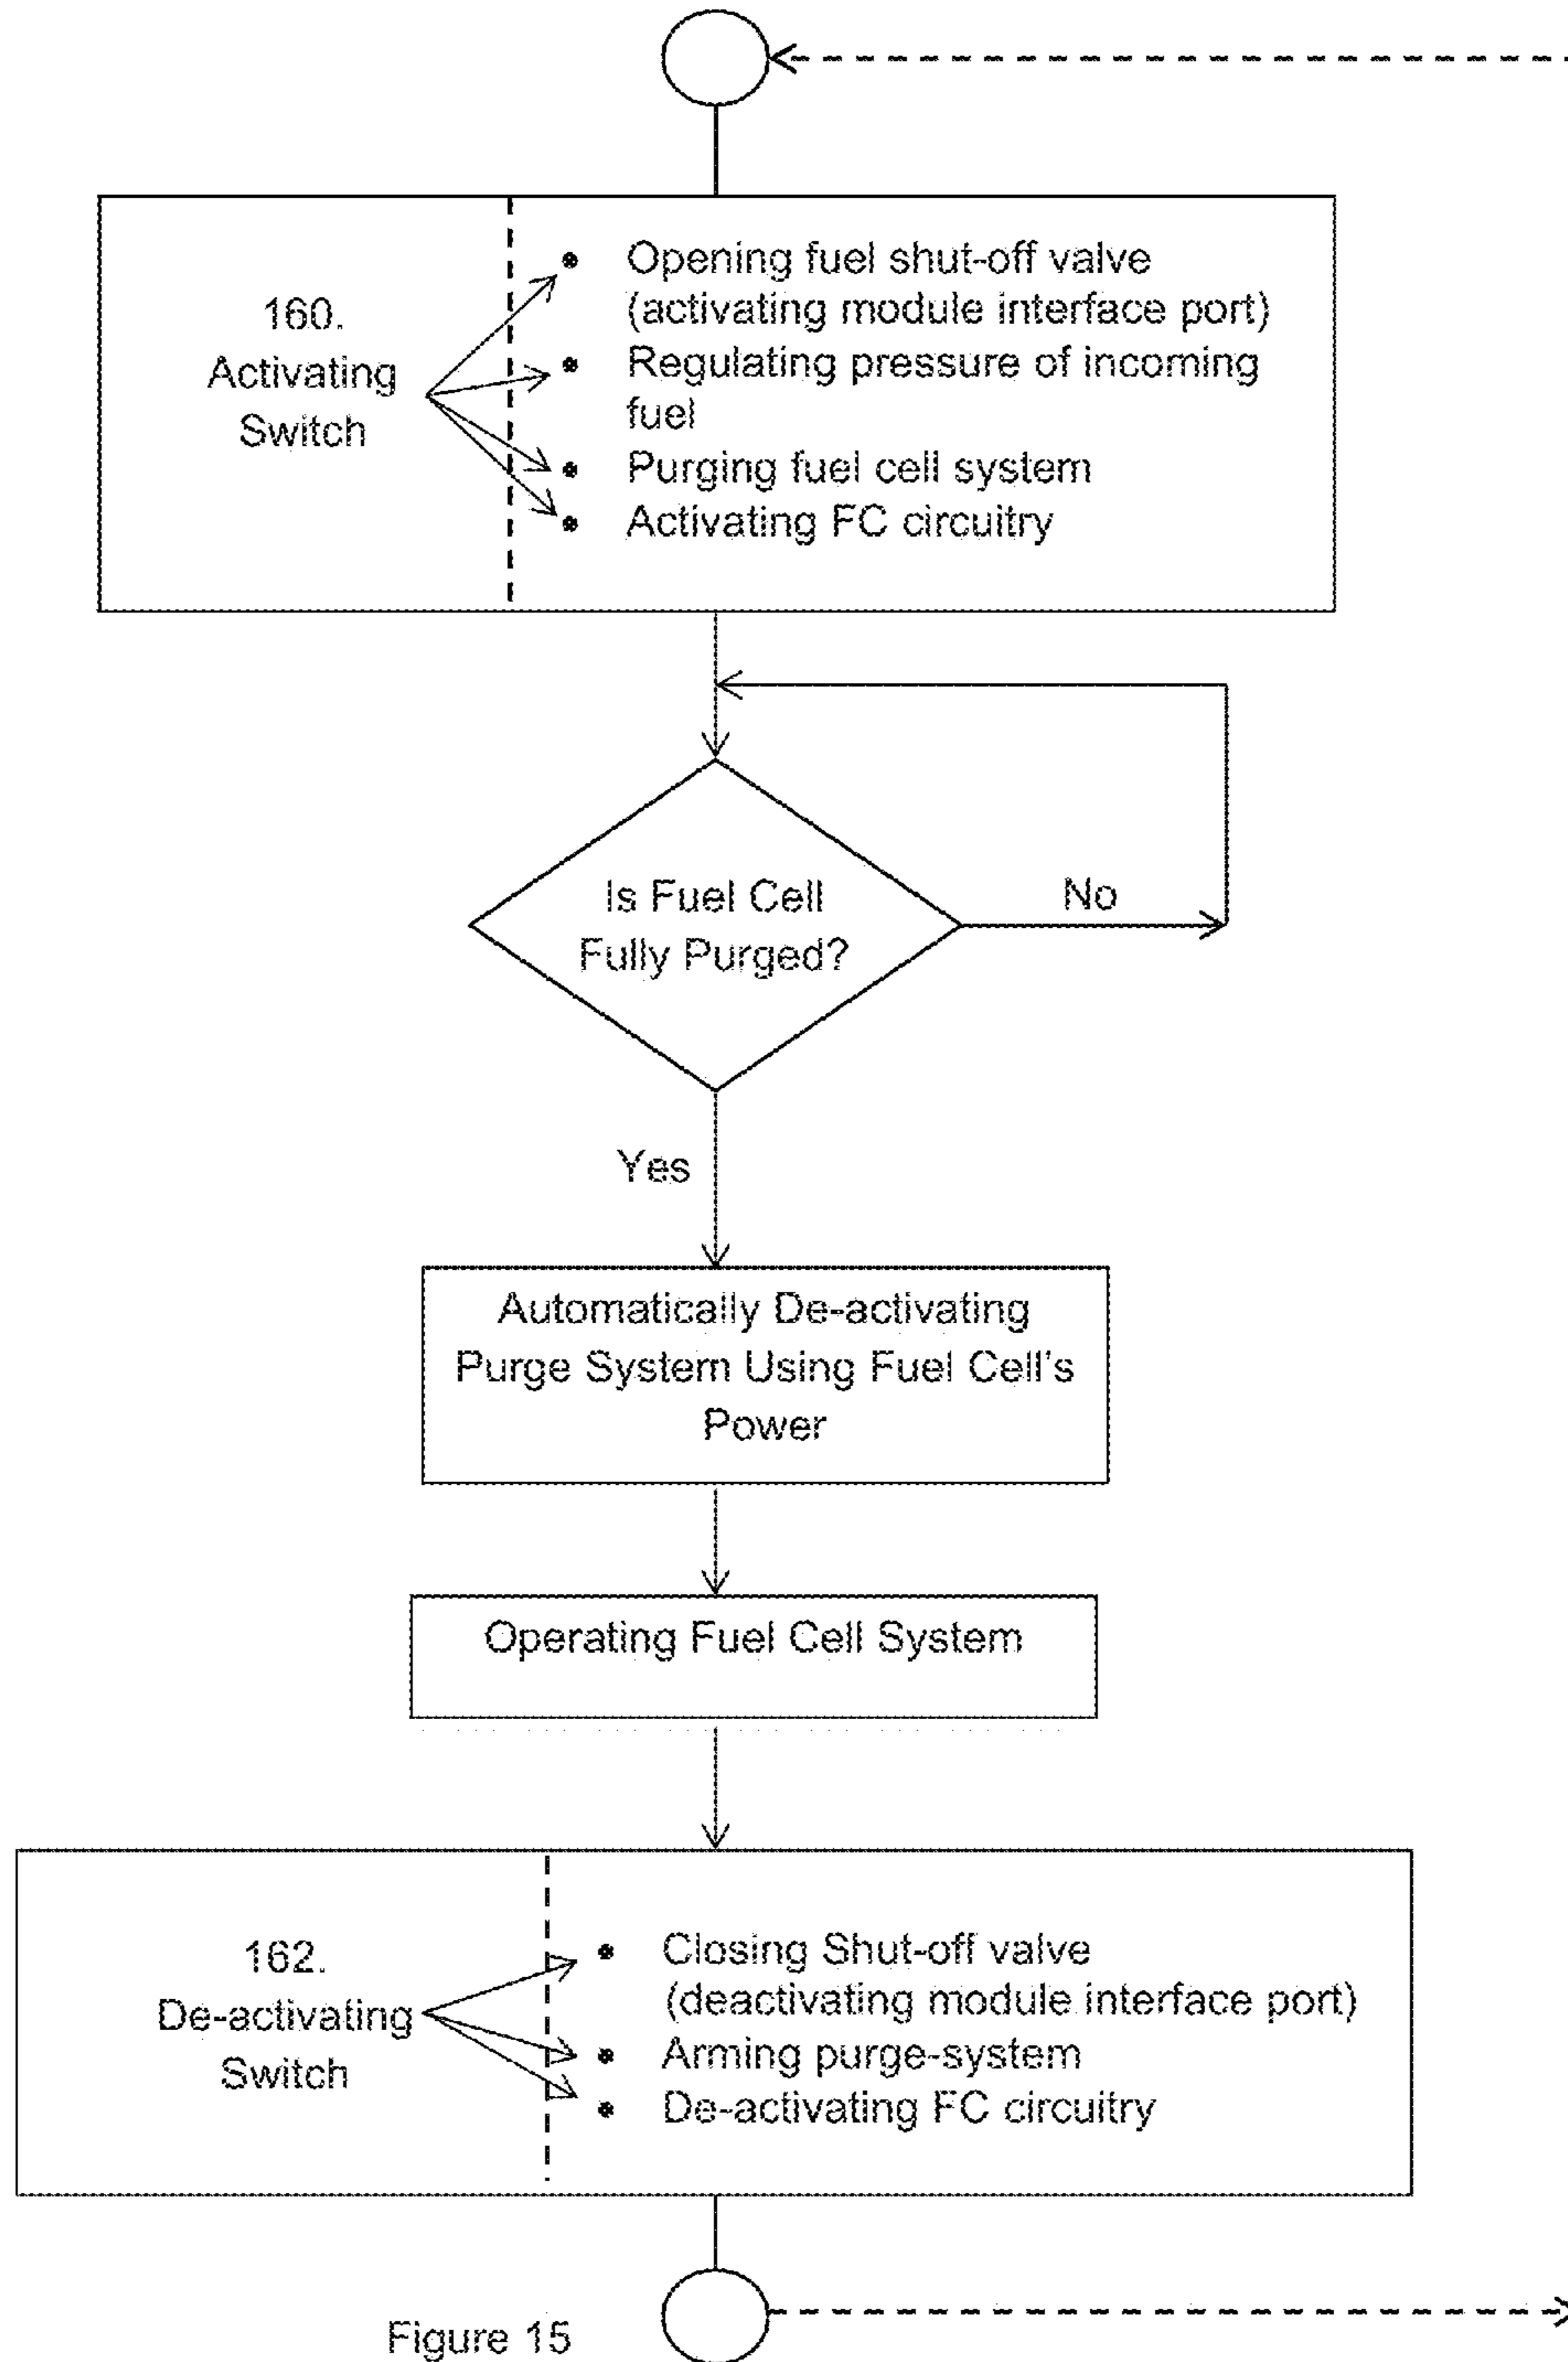 160.
Activating
Switch
• Opening fuel shut-off valve
(activating module interface port)
• Regulating pressure of incoming
fuel
• Purging fuel cell system
• Activating FC circuitry
Is Fuel Cell
Fully Purged?
No
Yes
Automatically De-activating
Purge System Using Fuel Cell's
Power
Operating Fuel Cell System
162.
De-activating
Switch
• Closing Shut-off valve
(deactivating module interface port)
• Arming purge-system
• De-activating FC circuitry
Figure 15